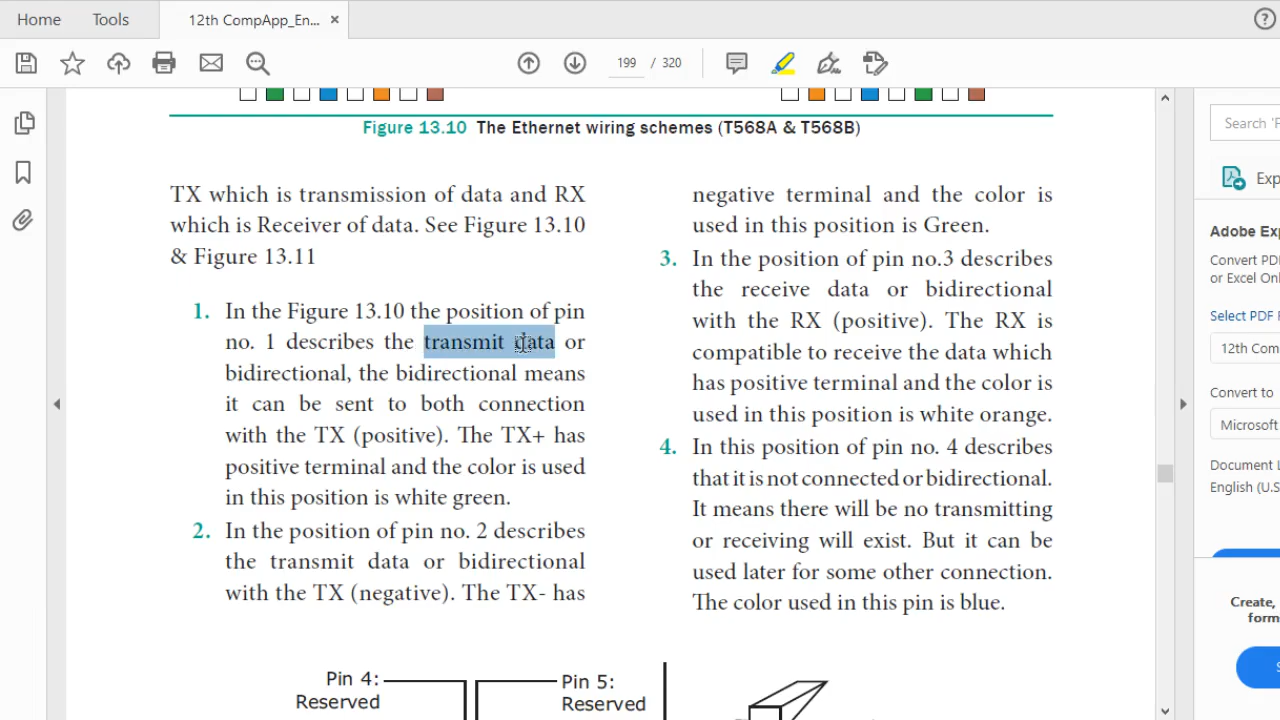 Home
Tools
12th CompApp_En...
×
?
199 / 320
Figure 13.10 The Ethernet wiring schemes (T568A & T568B)
TX which is transmission of data and RX
which is Receiver of data. See Figure 13.10
& Figure 13.11
1. In the Figure 13.10 the position of pin
no. 1 describes the transmit data or
bidirectional, the bidirectional means
it can be sent to both connection
with the TX (positive). The TX+ has
positive terminal and the color is used
in this position is white green.
2. In the position of pin no. 2 describes
the transmit data or bidirectional
with the TX (negative). The TX- has
negative terminal and the color is
used in this position is Green.
3. In the position of pin no.3 describes
the receive data or bidirectional
with the RX (positive). The RX is
compatible to receive the data which
has positive terminal and the color is
used in this position is white orange.
4. In this position of pin no. 4 describes
that it is not connected or bidirectional.
It means there will be no transmitting
or receiving will exist. But it can be
used later for some other connection.
The color used in this pin is blue.
Pin 4:
Reserved
Pin 5:
Reserved
Search 'F
Exp
Adobe Exp
Convert PDF
or Excel Onl
Select PDF F
12th Com
Convert to
Microsoft
Document L
English (U.S
Create,
form
S